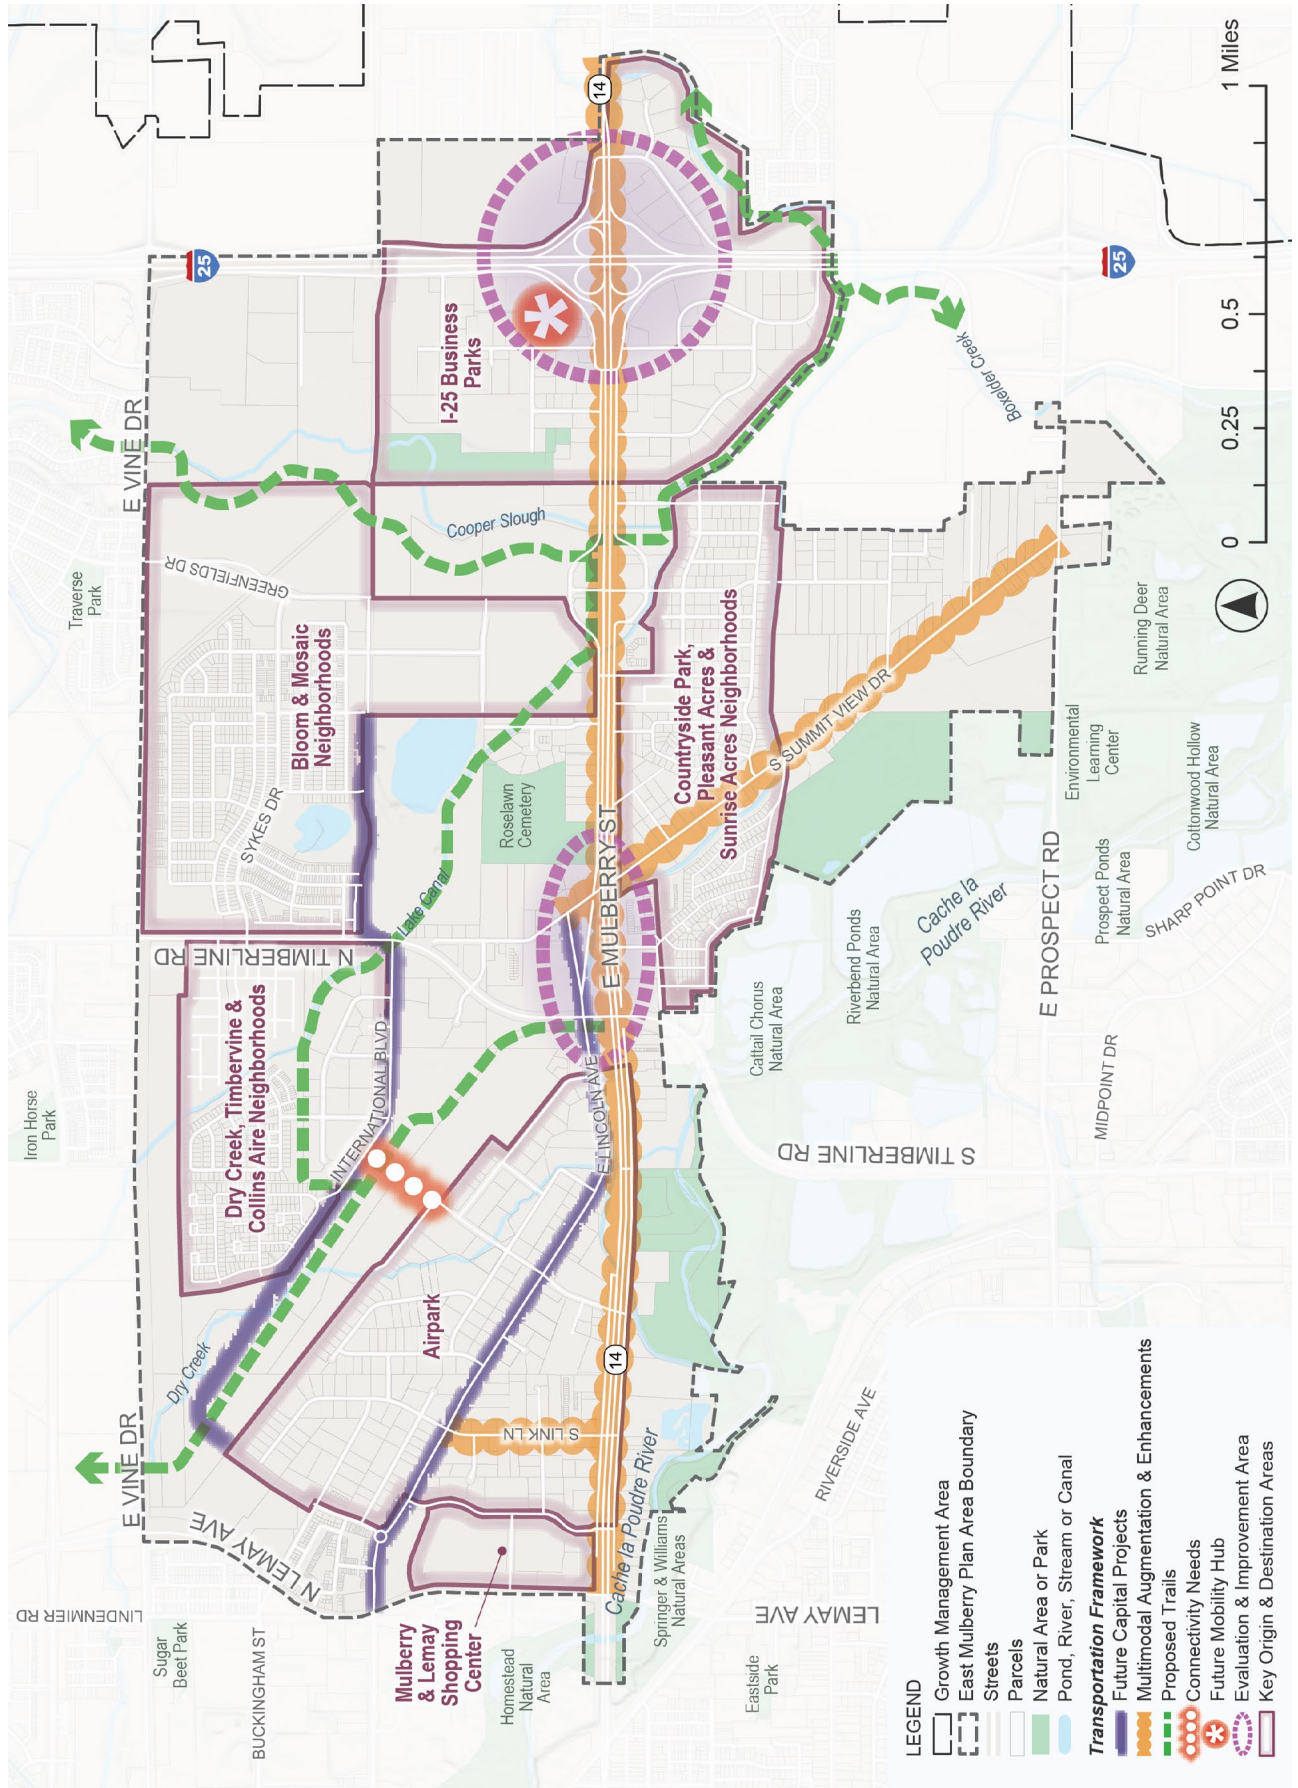 E VINE DR
E VINE DR
N LEMAY AVE
LINDENMIER RD
Sugar
Beet Park
BUCKINGHAM ST
Dry Creek
Iron Horse
Park
Traverse
Park
25
Dry Creek, Timbervine &
Collins Aire Neighborhoods
INTERNATIONAL BLVD
N TIMBERLINE RD
Bloom & Mosaic
Neighborhoods
SYKES DR
GREENFIELDS DR
Cooper Slough
I-25 Business
Parks
Lake Canal
Roselawn
Cemetery
Airpark
S LINK LN
E LINCOLN AVE
E MULBERRY ST
14
14
Mulberry
& Lemay
Shopping
Center
Homestead
Natural
Area
Cache la Poudre River
Springer & Williams
Natural Areas
Eastside
Park
LEMAY AVE
RIVERSIDE AVE
Countryside Park,
Pleasant Acres &
Sunrise Acres Neighborhoods
S SUMMIT VIEW DR
S TIMBERLINE RD
Cattail Chorus
Natural Area
Riverbend Ponds
Natural Area
Cache la
Poudre River
E PROSPECT RD
MIDPOINT DR
Prospect Ponds
Natural Area
SHARP POINT DR
Cottonwood Hollow
Natural Area
Environmental
Learning
Center
Running Deer
Natural Area
Boxelder Creek
25
0 0.25 0.5 1 Miles
LEGEND
Growth Management Area
East Mulberry Plan Area Boundary
Streets
Parcels
Natural Area or Park
Pond, River, Stream or Canal
Transportation Framework
Future Capital Projects
Multimodal Augmentation & Enhancements
Proposed Trails
Connectivity Needs
Future Mobility Hub
Evaluation & Improvement Area
Key Origin & Destination Areas